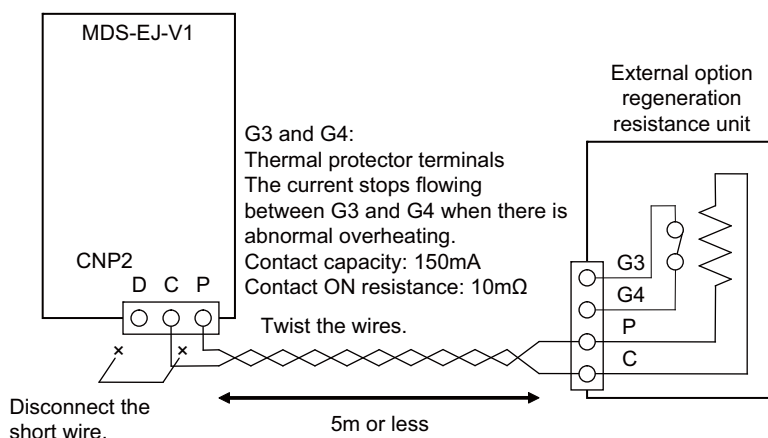 MDS-EJ-V1
External option
regeneration
resistance unit
G3 and G4:
Thermal protector terminals
The current stops flowing
between G3 and G4 when there is
abnormal overheating.
Contact capacity: 150mA
Contact ON resistance: 10mΩ
CNP2
D C P
G3
G4
P
C
Twist the wires.
Disconnect the
short wire.
5m or less